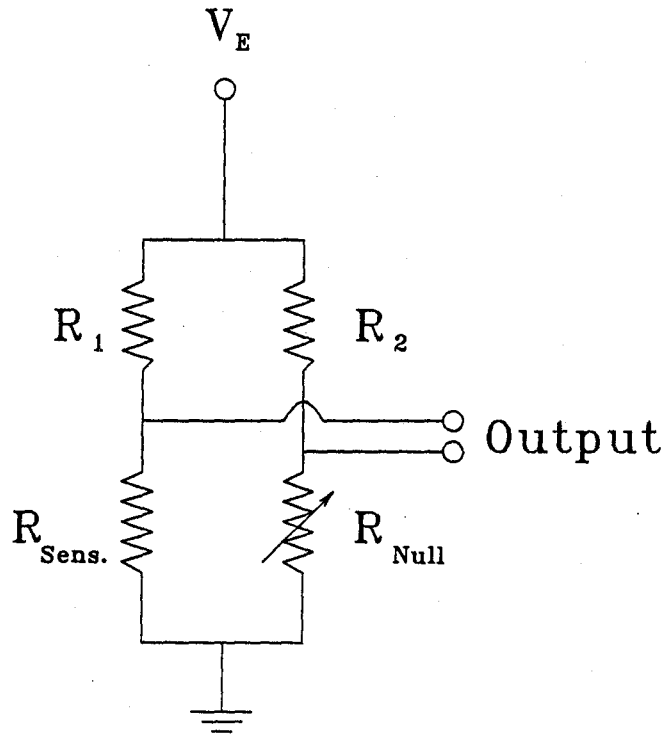 V_E
R_1
R_2
Output
R_Sens.
R_Null